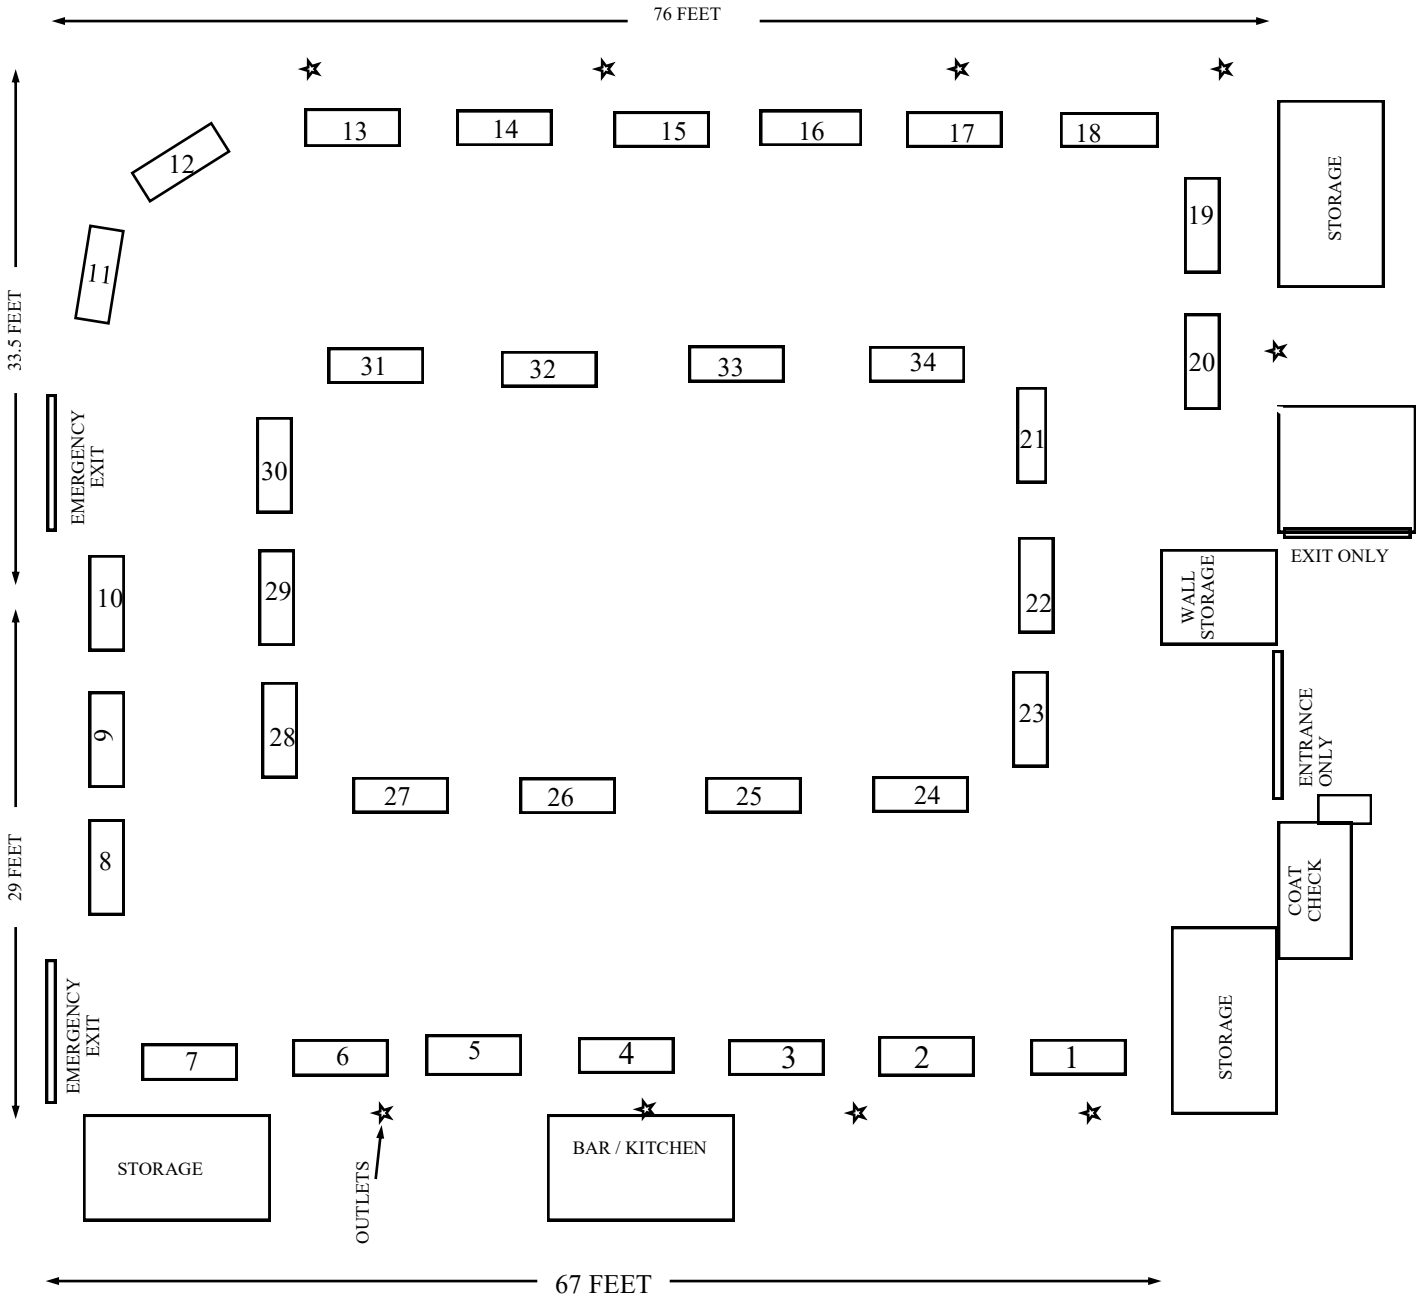 76 FEET
13
14
15
16
17
18
12
19
STORAGE
11
33.5 FEET
31
32
33
34
20
21
30
EMERGENCY
EXIT
EXIT ONLY
10
29
22
WALL
STORAGE
9
28
23
ENTRANCE
ONLY
27
26
25
24
29 FEET
8
COAT
CHECK
EMERGENCY
EXIT
7
6
5
4
3
2
1
STORAGE
STORAGE
OUTLETS
BAR / KITCHEN
67 FEET